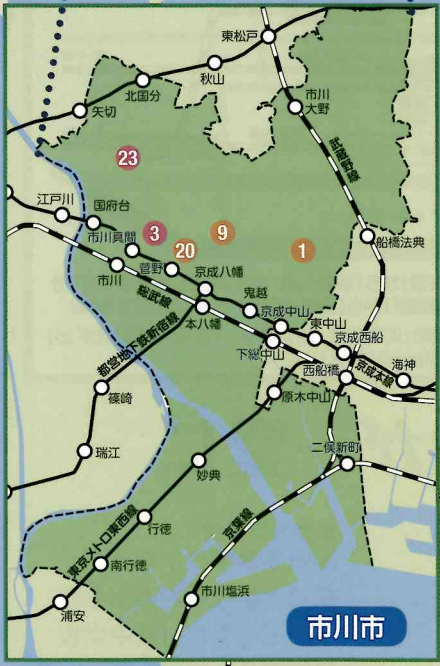 東松戸
秋山
北国分
矢切
市川
大野
武蔵野線
23
江戸川
国府台
市川真間
3
9
20
1
船橋法典
菅野
京成八幡
市川
総武線
鬼越
本八幡
京成中山
東中山
京成西船
下総中山
都営地下鉄新宿線
西船橋
京成本線
海神
篠崎
原木中山
瑞江
妙典
二俣新町
行徳
京葉線
東京メトロ東西線
南行徳
市川塩浜
浦安
市川市